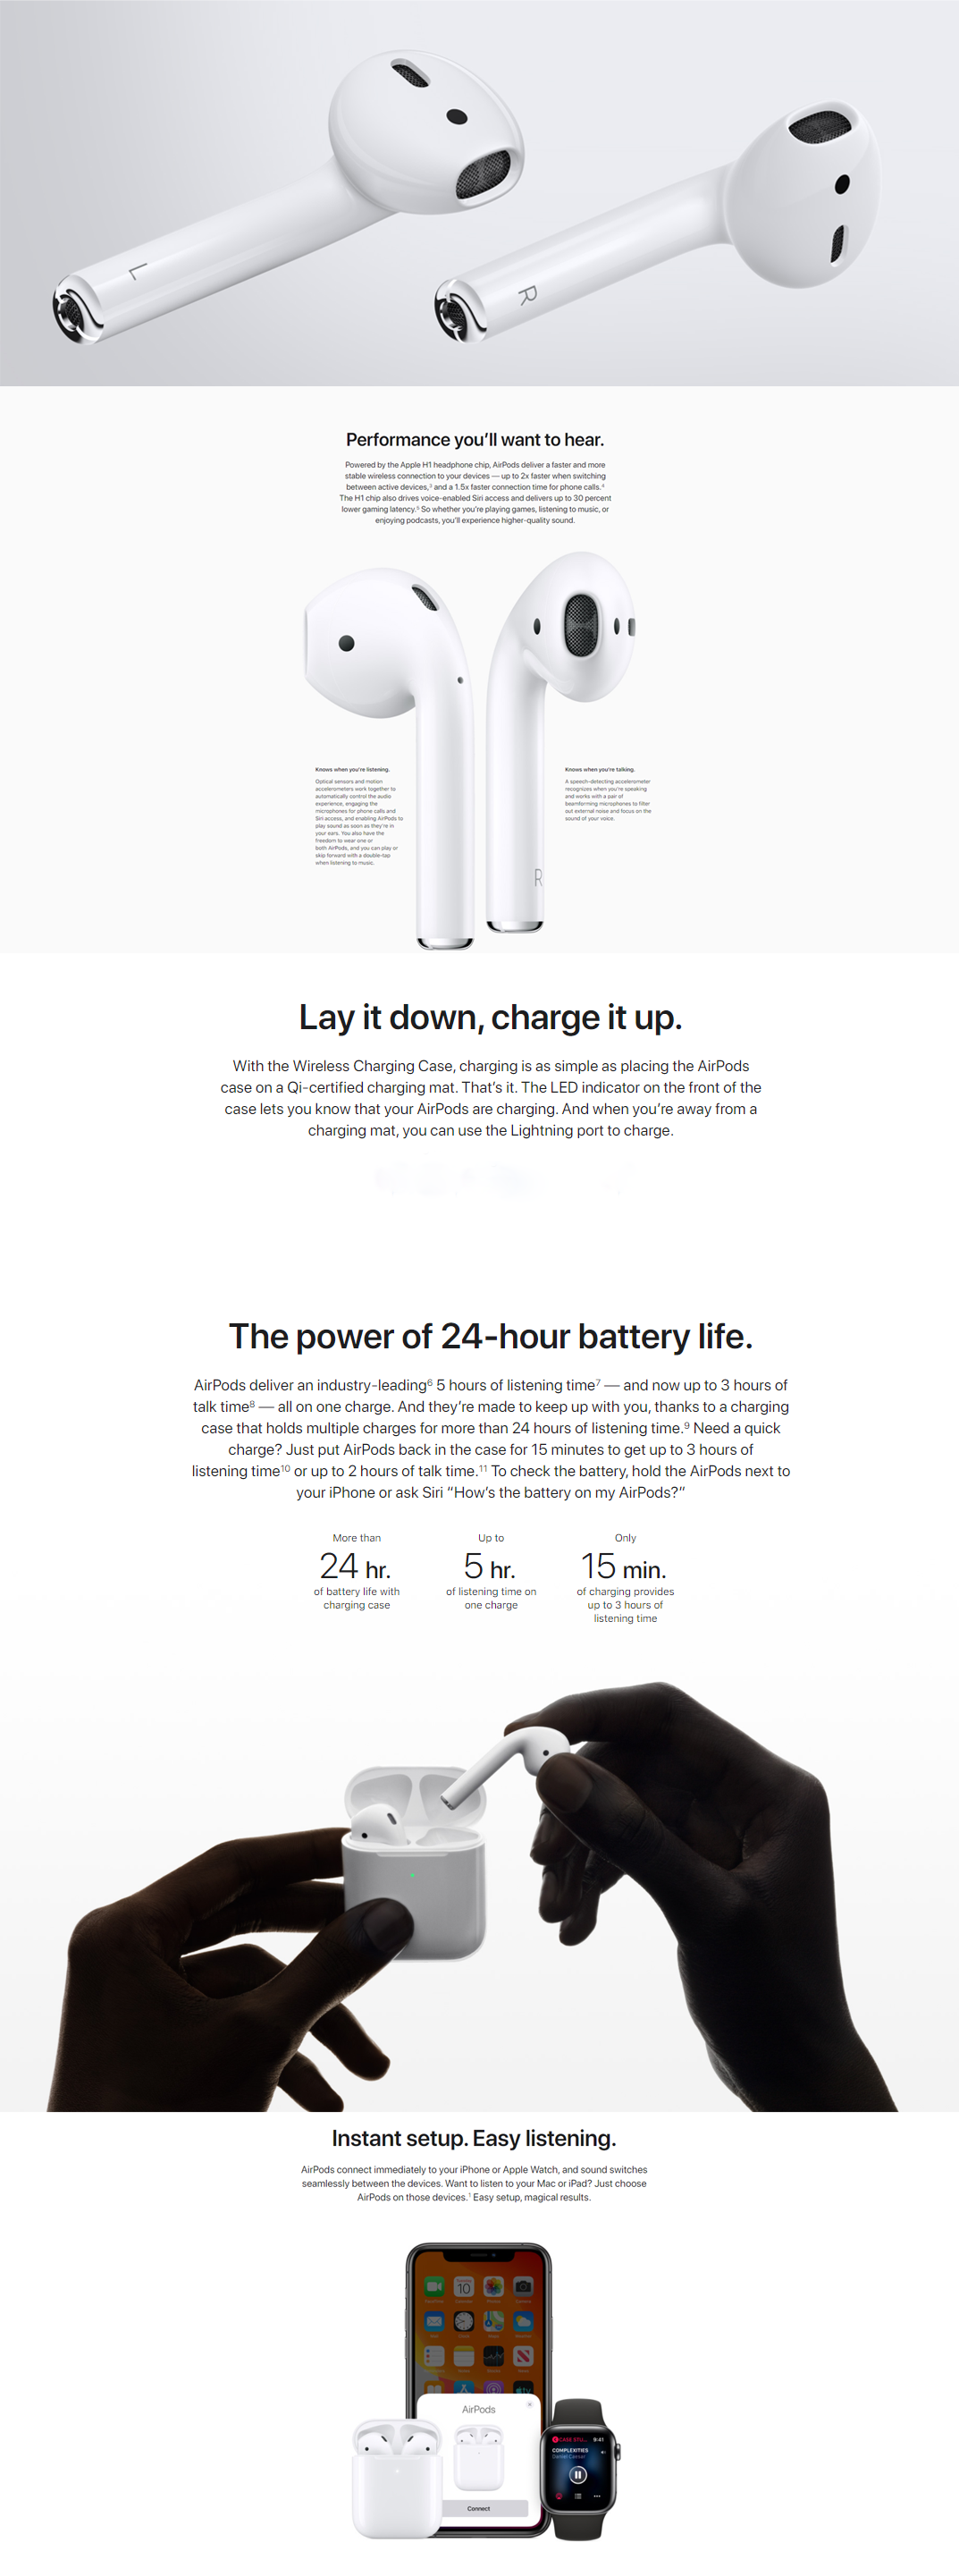 L
R
Performance you’ll want to hear.
Powered by the Apple H1 headphone chip, AirPods deliver a faster and more
stable wireless connection to your devices — up to 2x faster when switching
between active devices,³ and a 1.5x faster connection time for phone calls.⁴
The H1 chip also drives voice-enabled Siri access and delivers up to 30 percent
lower gaming latency.⁵ So whether you’re playing games, listening to music, or
enjoying podcasts, you’ll experience higher-quality sound.
Knows when you’re listening.
Optical sensors and motion
accelerometers work together to
automatically control the audio
experience, engaging the
microphones for phone calls and
Siri access, and enabling AirPods to
play sound as soon as they’re in
your ears. You also have the
freedom to wear one or
both AirPods, and you can play or
skip forward with a double-tap
when listening to music.
Knows when you’re talking.
A speech-detecting accelerometer
recognizes when you’re speaking
and works with a pair of
beamforming microphones to filter
out external noise and focus on the
sound of your voice.
R
Lay it down, charge it up.
With the Wireless Charging Case, charging is as simple as placing the AirPods
case on a Qi-certified charging mat. That’s it. The LED indicator on the front of the
case lets you know that your AirPods are charging. And when you’re away from a
charging mat, you can use the Lightning port to charge.
The power of 24-hour battery life.
AirPods deliver an industry-leading⁶ 5 hours of listening time⁷ — and now up to 3 hours of
talk time⁸ — all on one charge. And they’re made to keep up with you, thanks to a charging
case that holds multiple charges for more than 24 hours of listening time.⁹ Need a quick
charge? Just put AirPods back in the case for 15 minutes to get up to 3 hours of
listening time¹⁰ or up to 2 hours of talk time.¹¹ To check the battery, hold the AirPods next to
your iPhone or ask Siri “How’s the battery on my AirPods?”
More than
24 hr.
of battery life with
charging case
Up to
5 hr.
of listening time on
one charge
Only
15 min.
of charging provides
up to 3 hours of
listening time
Instant setup. Easy listening.
AirPods connect immediately to your iPhone or Apple Watch, and sound switches
seamlessly between the devices. Want to listen to your Mac or iPad? Just choose
AirPods on those devices.¹ Easy setup, magical results.
10
tv
AirPods
Connect
CASE STU... 9:41
COMPLEXITIES
Daniel Caesar